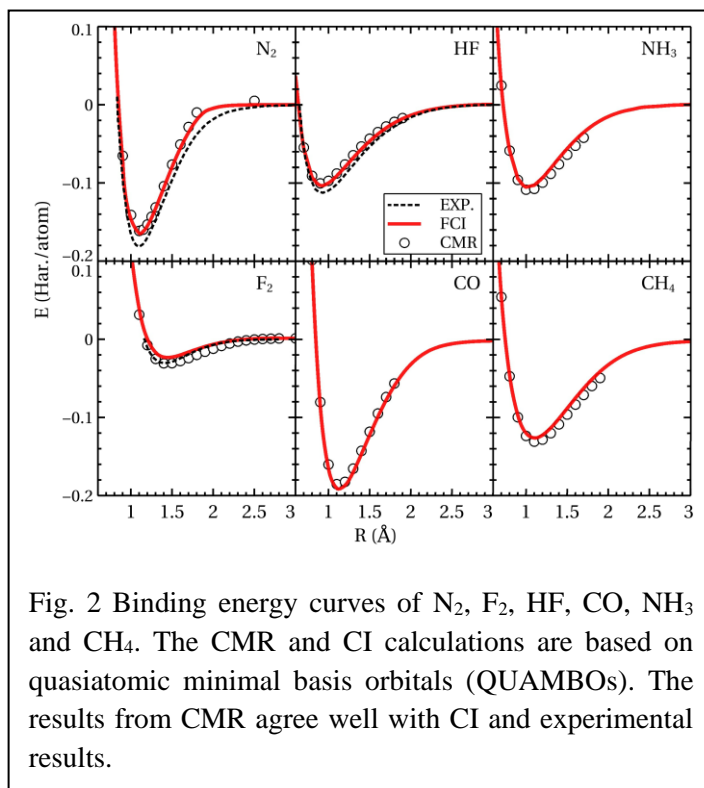 0.1
0
−0.1
−0.2
N₂
HF
NH₃
EXP.
FCI
CMR
E (Har./atom)
0.1
0
−0.1
−0.2
F₂
CO
CH₄
1 1.5 2 2.5 3 1 1.5 2 2.5 3 1 1.5 2 2.5 3
R (Å)
Fig. 2 Binding energy curves of N₂, F₂, HF, CO, NH₃
and CH₄. The CMR and CI calculations are based on
quasiatomic minimal basis orbitals (QUAMBOs). The
results from CMR agree well with CI and experimental
results.